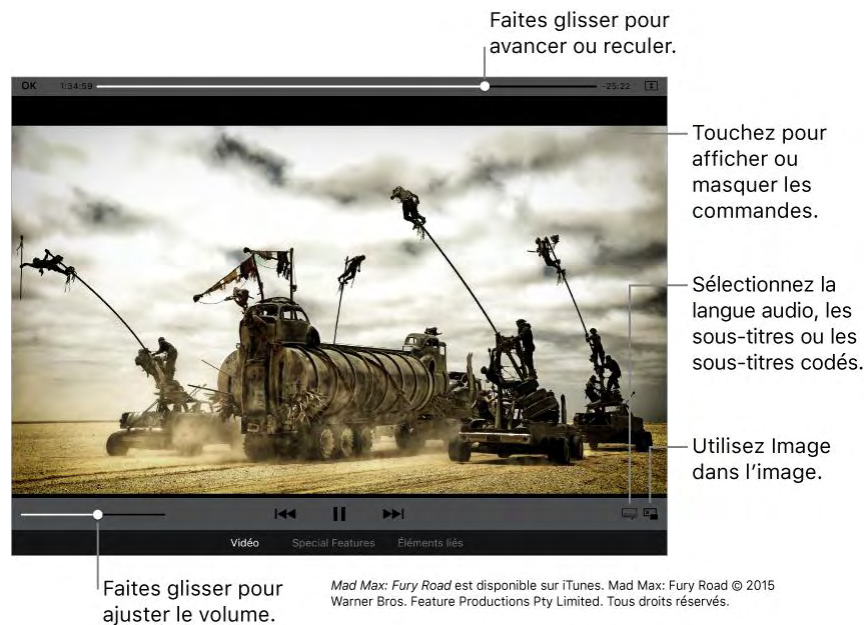 Faites glisser pour
avancer ou reculer.
OK
1:34:59
-25:22
Touchez pour
afficher ou
masquer les
commandes.
Sélectionnez la
langue audio, les
sous-titres ou les
sous-titres codés.
Utilisez Image
dans l’image.
Vidéo
Special Features
Éléments liés
Faites glisser pour
ajuster le volume.
Mad Max: Fury Road est disponible sur iTunes. Mad Max: Fury Road © 2015
Warner Bros. Feature Productions Pty Limited. Tous droits réservés.